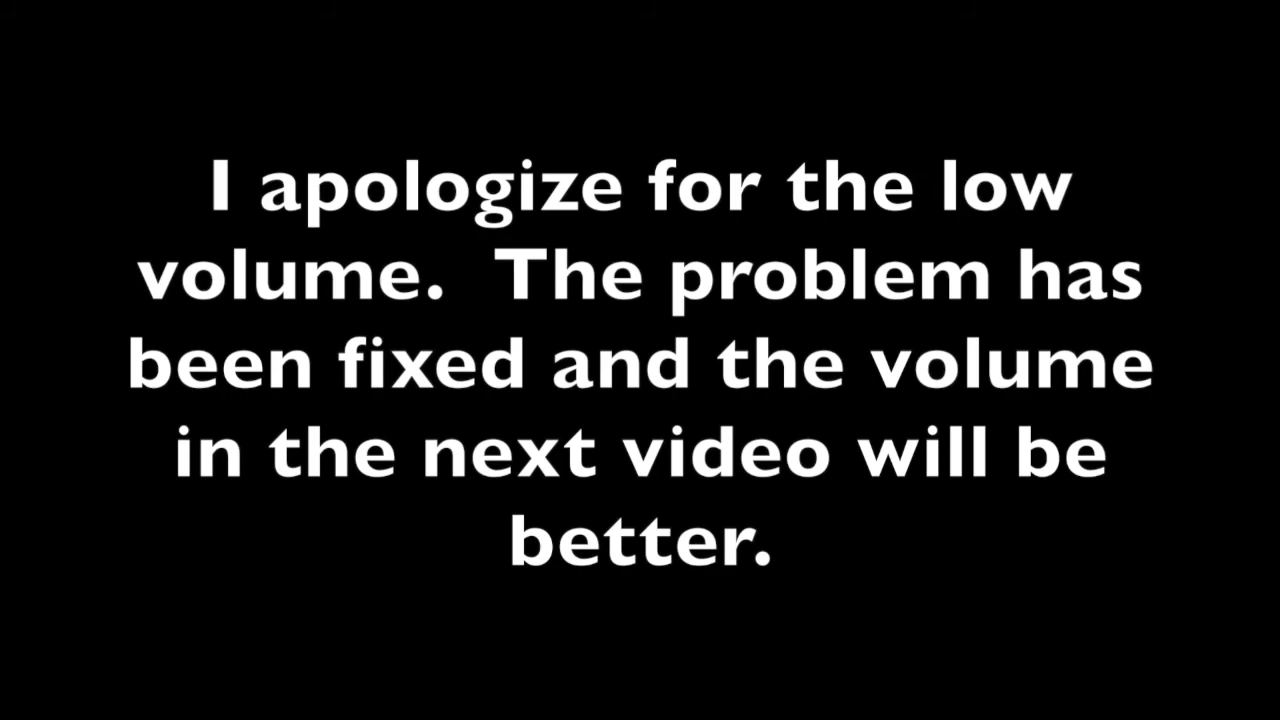 I apologize for the low
volume.  The problem has
been fixed and the volume
in the next video will be
better.